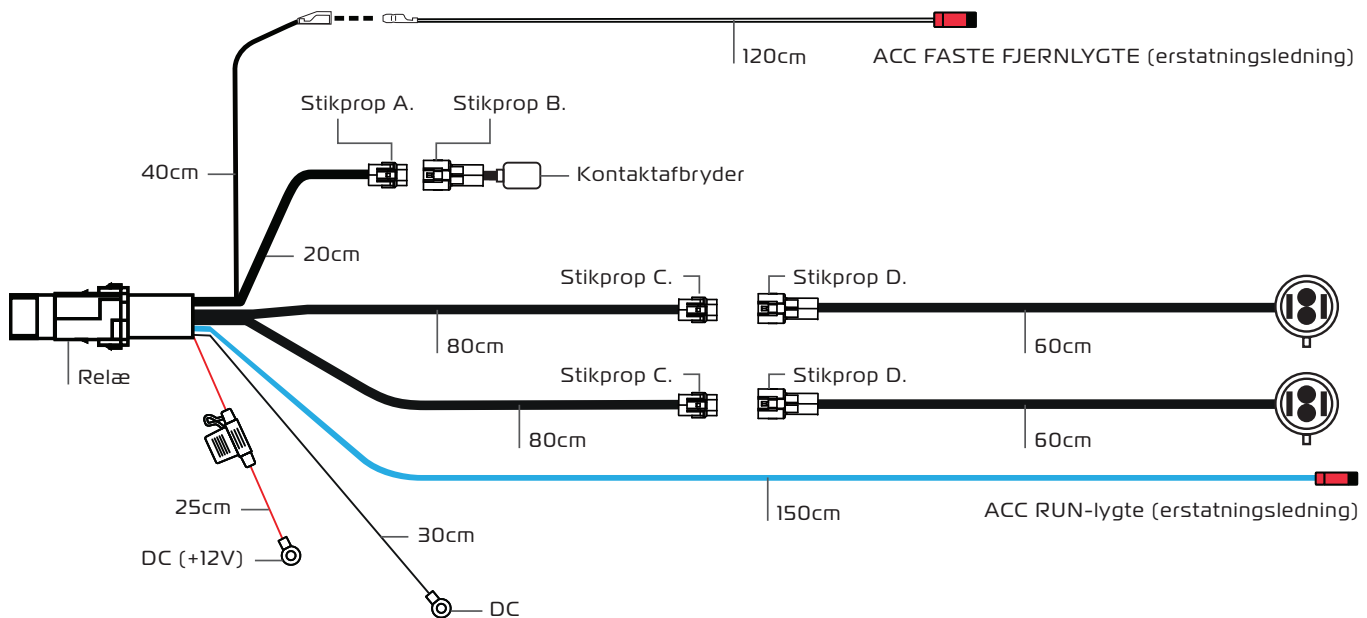 120cm
ACC FASTE FJERNLYGTE (erstatningsledning)
Stikprop A.
Stikprop B.
40cm
Kontaktafbryder
20cm
Stikprop C.
Stikprop D.
80cm
60cm
Relæ
Stikprop C.
Stikprop D.
80cm
60cm
25cm
150cm
ACC RUN-lygte (erstatningsledning)
30cm
DC (+12V)
DC